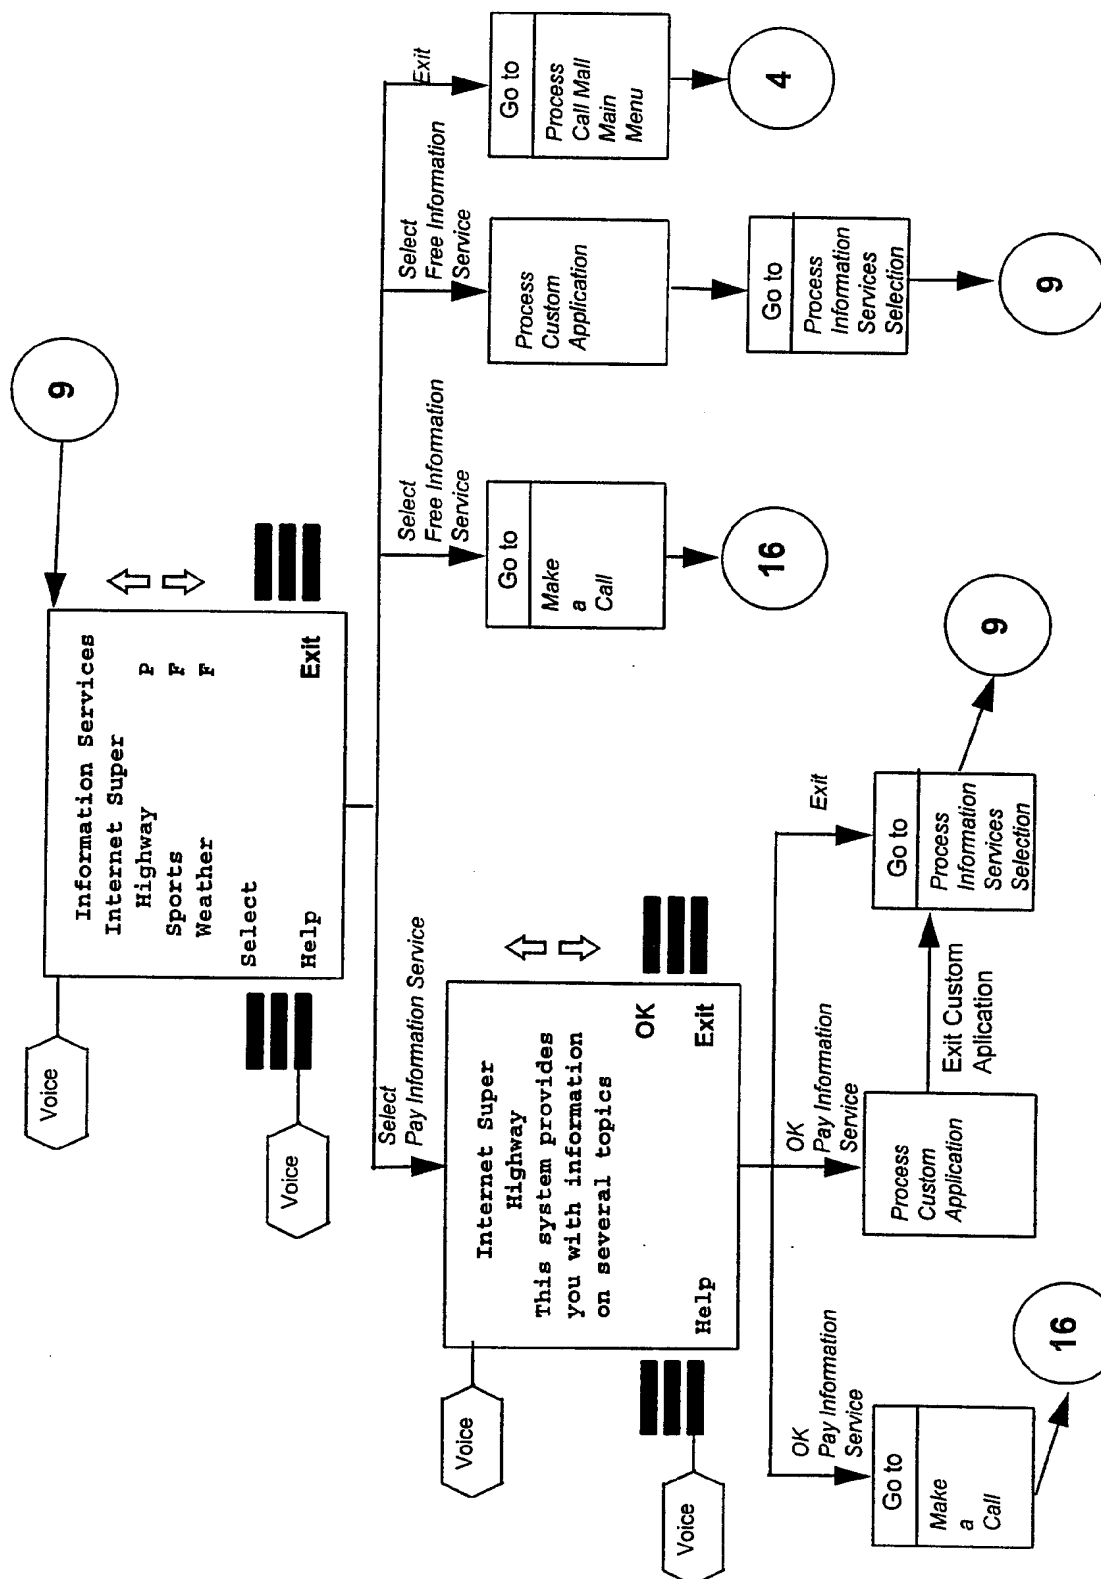 9
Voice
Information Services
Internet Super
Highway P
Sports F
Weather F
Select
Help Exit
Voice
Select
Pay Information Service
Select
Free Information
Service
Select
Free Information
Service
Exit
Go to
Make
a
Call
16
Process
Custom
Application
Go to
Process
Information
Services
Selection
9
Go to
Process
Call Mall
Main
Menu
4
Voice
Internet Super
Highway
This system provides
you with information
on several topics
OK
Help Exit
Voice
OK
Pay Information
Service
OK
Pay Information
Service
Exit
Go to
Make
a
Call
16
Process
Custom
Application
Exit Custom
Aplication
Go to
Process
Information
Services
Selection
9